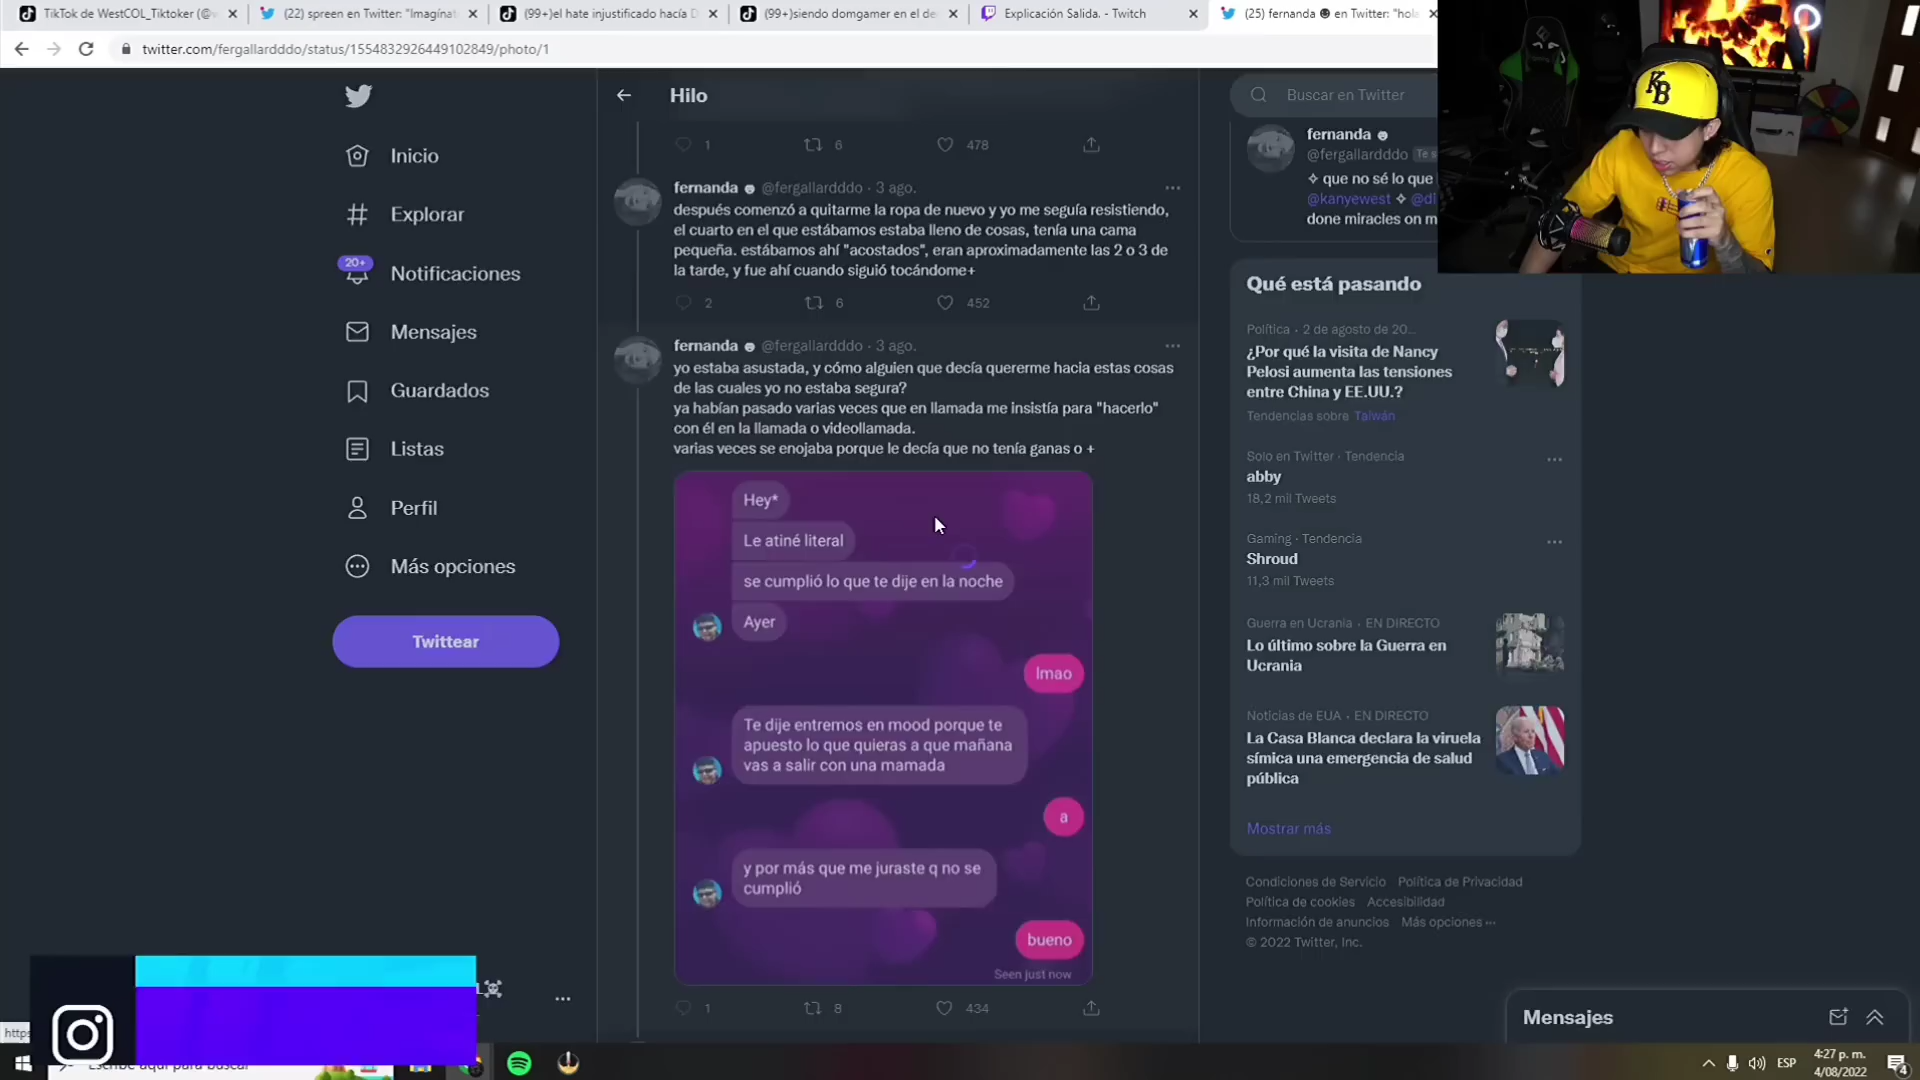 TikTok de WestCOL_Tiktoker (@
(22) spreen en Twitter: "Imagínat
(99+)el hate injustificado hacía D
(99+)siendo domgamer en el de
Explicación Salida. - Twitch
(25) fernanda en Twitter: "hola
twitter.com/fergallardddo/status/1554832926449102849/photo/1
Inicio
Explorar
20+
Notificaciones
Mensajes
Guardados
Listas
Perfil
Más opciones
Twittear
Hilo
1 6 478
fernanda @fergallardddo · 3 ago.
después comenzó a quitarme la ropa de nuevo y yo me seguía resistiendo,
el cuarto en el que estábamos estaba lleno de cosas, tenía una cama
pequeña. estábamos ahí "acostados", eran aproximadamente las 2 o 3 de
la tarde, y fue ahí cuando siguió tocándome+
2 6 452
fernanda @fergallardddo · 3 ago.
yo estaba asustada, y cómo alguien que decía quererme hacia estas cosas
de las cuales yo no estaba segura?
ya habían pasado varias veces que en llamada me insistía para "hacerlo"
con él en la llamada o videollamada.
varias veces se enojaba porque le decía que no tenía ganas o +
Hey*
Le atiné literal
se cumplió lo que te dije en la noche
Ayer
lmao
Te dije entremos en mood porque te
apuesto lo que quieras a que mañana
vas a salir con una mamada
a
y por más que me juraste q no se
cumplió
bueno
Seen just now
1 8 434
Buscar en Twitter
KB
fernanda
@fergallardddo Te s
✧ que no sé lo que
@kanyewest ✧ @di
done miracles on m
Qué está pasando
Política · 2 de agosto de 20...
¿Por qué la visita de Nancy
Pelosi aumenta las tensiones
entre China y EE.UU.?
Tendencias sobre Taiwán
Solo en Twitter · Tendencia
abby
18,2 mil Tweets
Gaming · Tendencia
Shroud
11,3 mil Tweets
Guerra en Ucrania · EN DIRECTO
Lo último sobre la Guerra en
Ucrania
Noticias de EUA · EN DIRECTO
La Casa Blanca declara la viruela
símica una emergencia de salud
pública
Mostrar más
Condiciones de Servicio Política de Privacidad
Política de cookies Accesibilidad
Información de anuncios Más opciones ···
© 2022 Twitter, Inc.
Mensajes
https
Escribe aquí para buscar
ESP
4:27 p. m.
4/08/2022
4